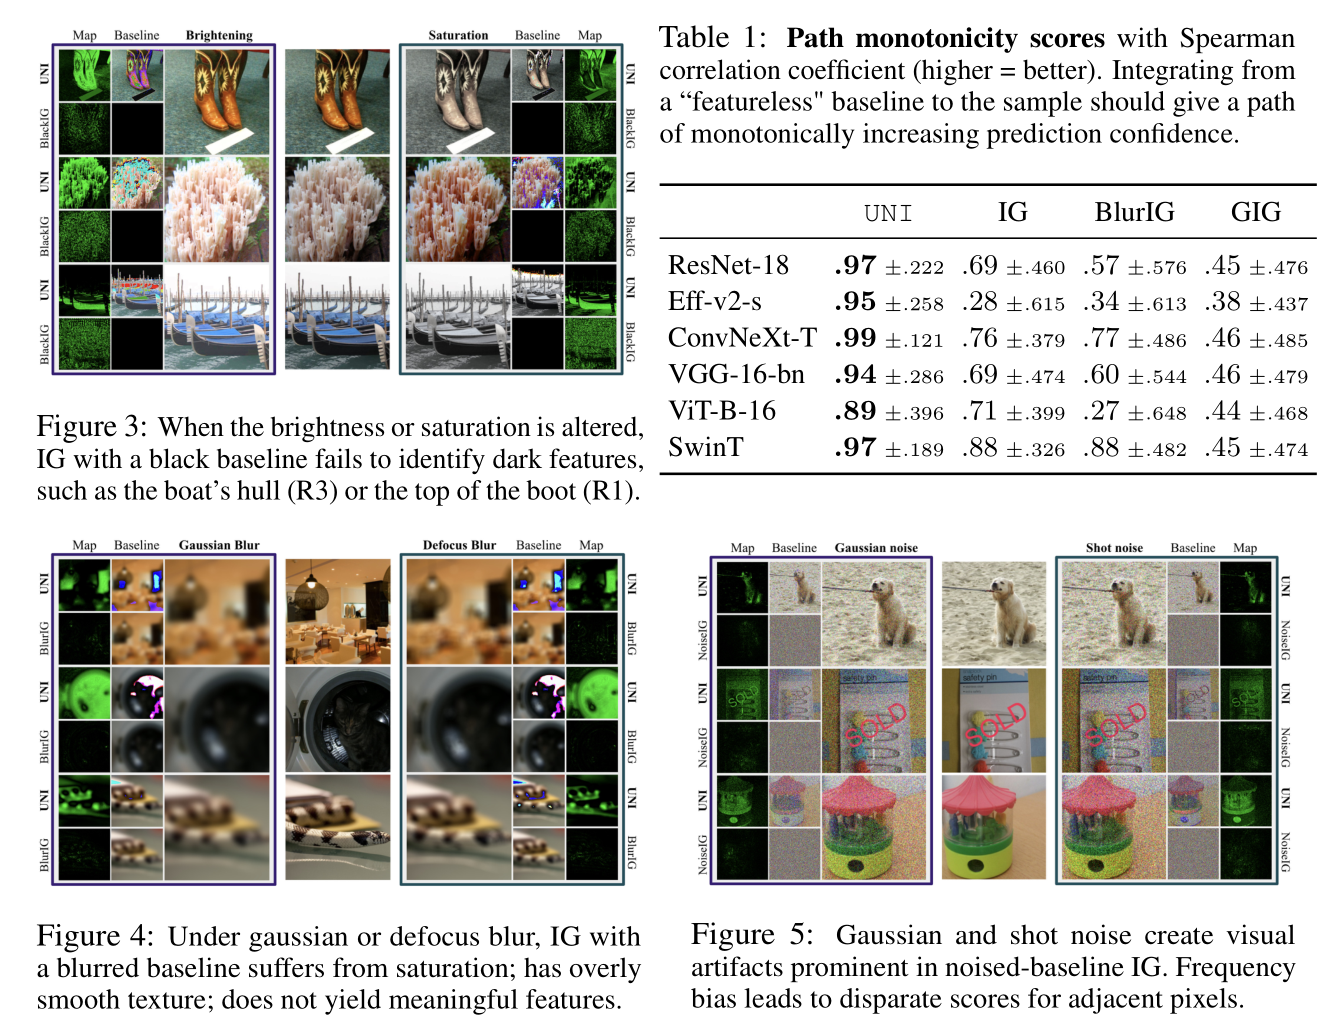 Map Baseline Brightening Saturation Baseline Map
UNI
BlackIG
UNI
BlackIG
UNI
BlackIG
UNI
BlackIG
UNI
BlackIG
UNI
BlackIG
Figure 3: When the brightness or saturation is altered,
IG with a black baseline fails to identify dark features,
such as the boat's hull (R3) or the top of the boot (R1).
Table 1: Path monotonicity scores with Spearman
correlation coefficient (higher = better). Integrating from
a “featureless" baseline to the sample should give a path
of monotonically increasing prediction confidence.
UNI IG BlurIG GIG
ResNet-18 .97 ±.222 .69 ±.460 .57 ±.576 .45 ±.476
Eff-v2-s .95 ±.258 .28 ±.615 .34 ±.613 .38 ±.437
ConvNeXt-T .99 ±.121 .76 ±.379 .77 ±.486 .46 ±.485
VGG-16-bn .94 ±.286 .69 ±.474 .60 ±.544 .46 ±.479
ViT-B-16 .89 ±.396 .71 ±.399 .27 ±.648 .44 ±.468
SwinT .97 ±.189 .88 ±.326 .88 ±.482 .45 ±.474
Map Baseline Gaussian Blur Defocus Blur Baseline Map
UNI
BlurIG
UNI
BlurIG
UNI
BlurIG
UNI
BlurIG
UNI
BlurIG
UNI
BlurIG
Figure 4: Under gaussian or defocus blur, IG with
a blurred baseline suffers from saturation; has overly
smooth texture; does not yield meaningful features.
Map Baseline Gaussian noise Shot noise Baseline Map
UNI
NoiseIG
UNI
NoiseIG
UNI
NoiseIG
safety pin
SOLD
safety pin
SOLD
safety pin
SOLD
UNI
NoiseIG
UNI
NoiseIG
UNI
NoiseIG
Figure 5: Gaussian and shot noise create visual
artifacts prominent in noised-baseline IG. Frequency
bias leads to disparate scores for adjacent pixels.